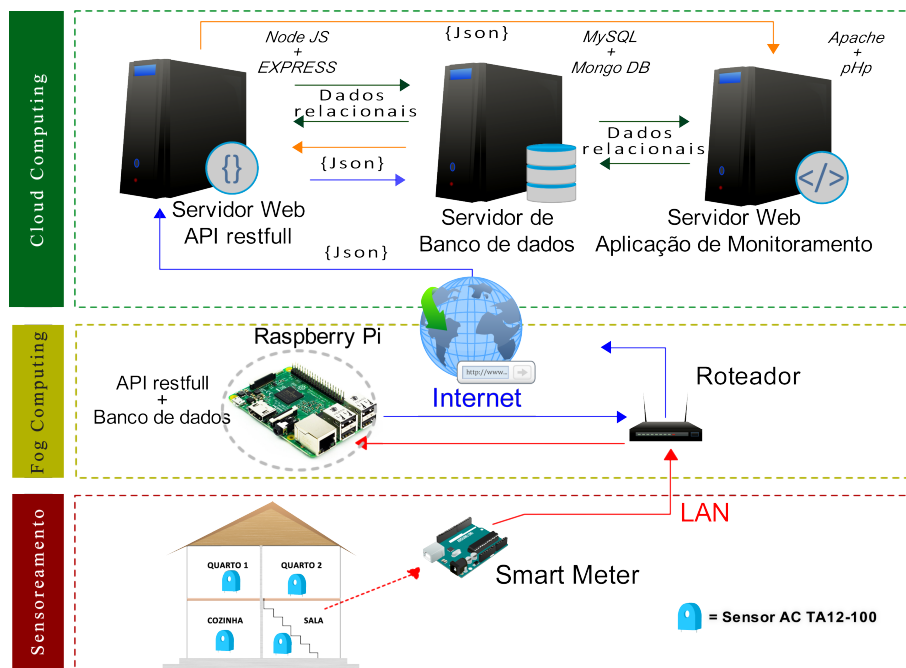 Cloud Computing
{Json}
Node JS
+
EXPRESS
MySQL
+
Mongo DB
Apache
+
pHp
Dados
relacionais
Dados
relacionais
{Json}
{}
</>
Servidor Web
API restfull
Servidor de
Banco de dados
Servidor Web
Aplicação de Monitoramento
{Json}
Fog Computing
Raspberry Pi
API restfull
+
Banco de dados
http://www...
Internet
Roteador
Sensoreamento
LAN
Smart Meter
QUARTO 1
QUARTO 2
COZINHA
SALA
= Sensor AC TA12-100